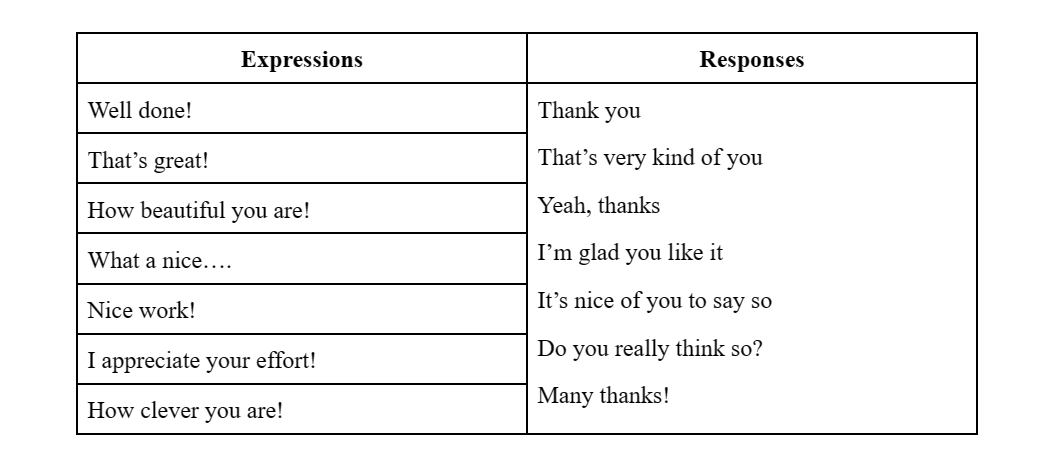 Expressions
Responses
Well done!
That’s great!
How beautiful you are!
What a nice….
Nice work!
I appreciate your effort!
How clever you are!
Thank you
That’s very kind of you
Yeah, thanks
I’m glad you like it
It’s nice of you to say so
Do you really think so?
Many thanks!